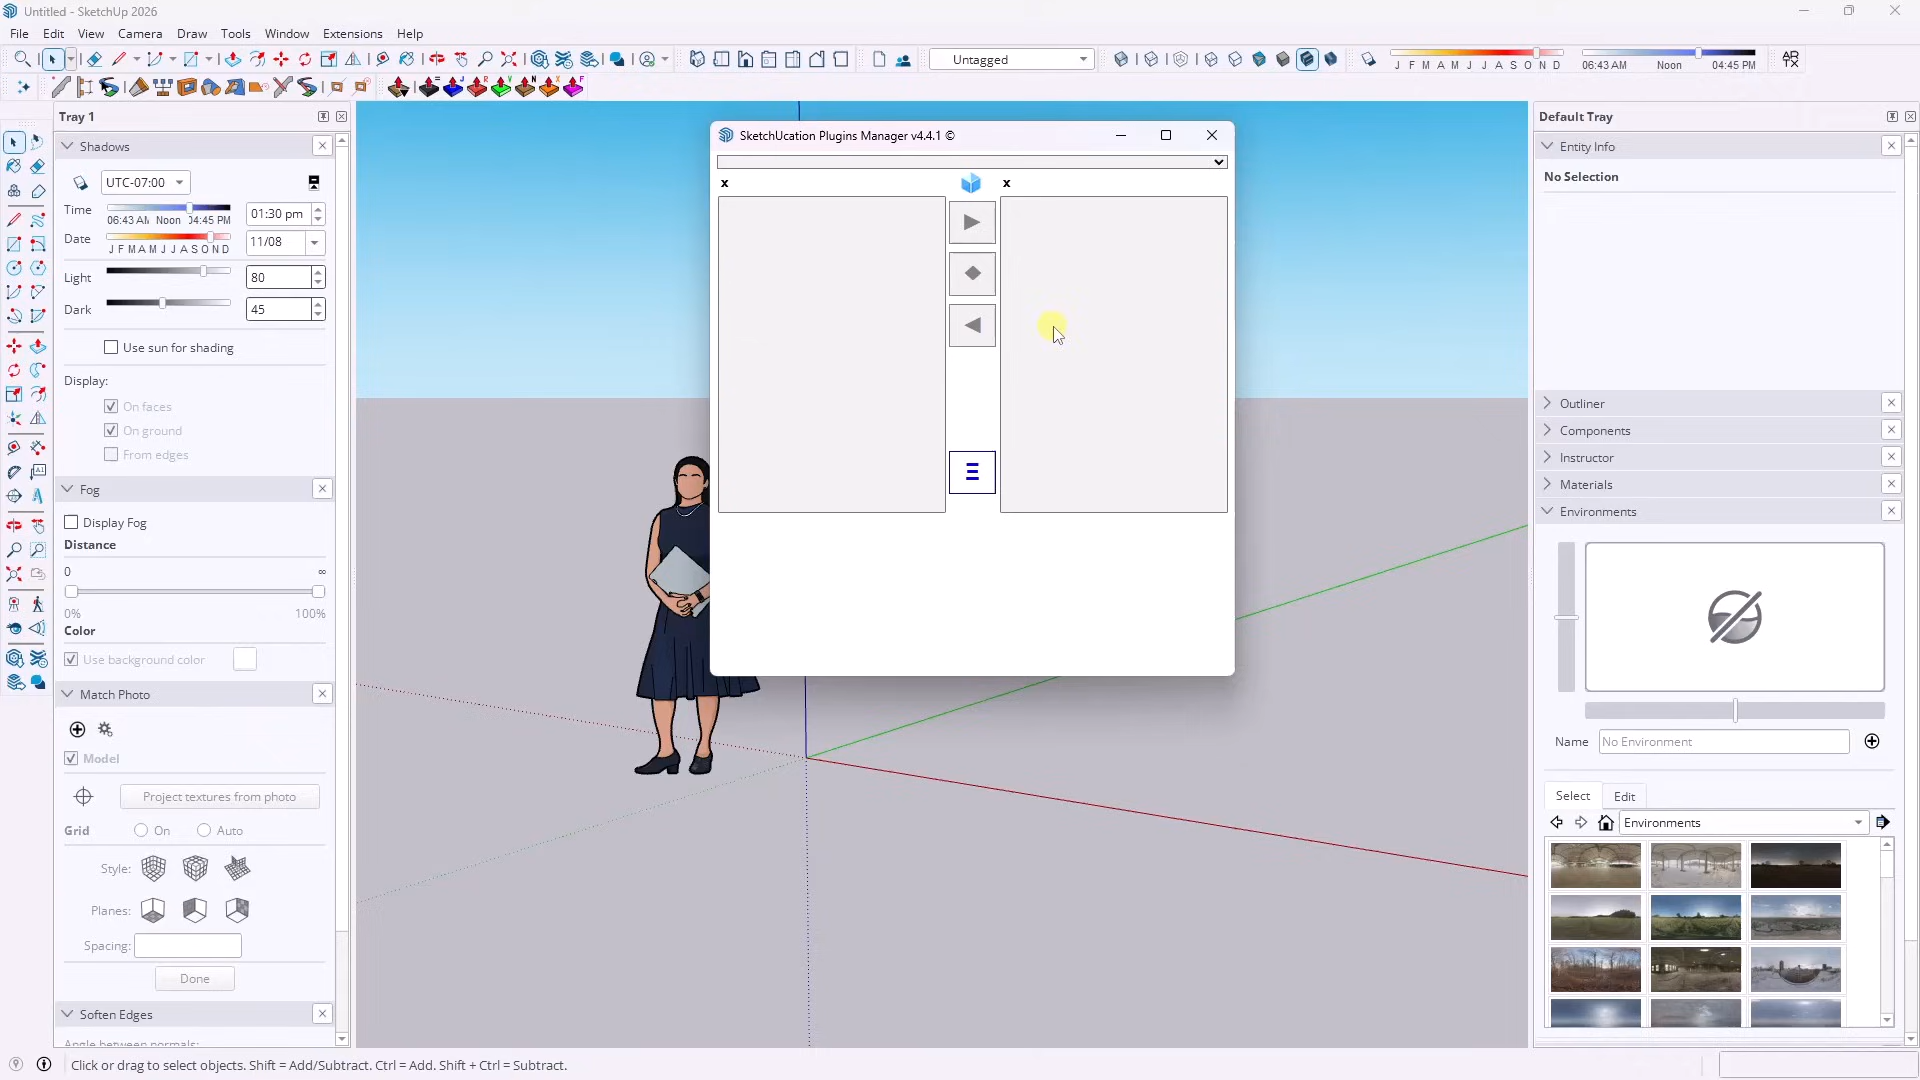 Untitled - SketchUp 2026
File Edit View Camera Draw Tools Window Extensions Help
Untagged
J F M A M J J A S O N D
06:43 AM Noon 04:45 PM
AR
Tray 1
Shadows
UTC-07:00
Time
06:43 AM Noon 04:45 PM
01:30 pm
Date
J F M A M J J A S O N D
11/08
Light
80
Dark
45
Use sun for shading
Display:
On faces
On ground
From edges
Fog
Display Fog
Distance
0 ∞
0% 100%
Color
Use background color
Match Photo
Model
Project textures from photo
Grid On Auto
Style:
Planes:
Spacing:
Done
Soften Edges
SketchUcation Plugins Manager v4.4.1 ©
x x
Default Tray
Entity Info
No Selection
Outliner
Components
Instructor
Materials
Environments
Name No Environment
Select Edit
Environments
Click or drag to select objects. Shift = Add/Subtract. Ctrl = Add. Shift + Ctrl = Subtract.